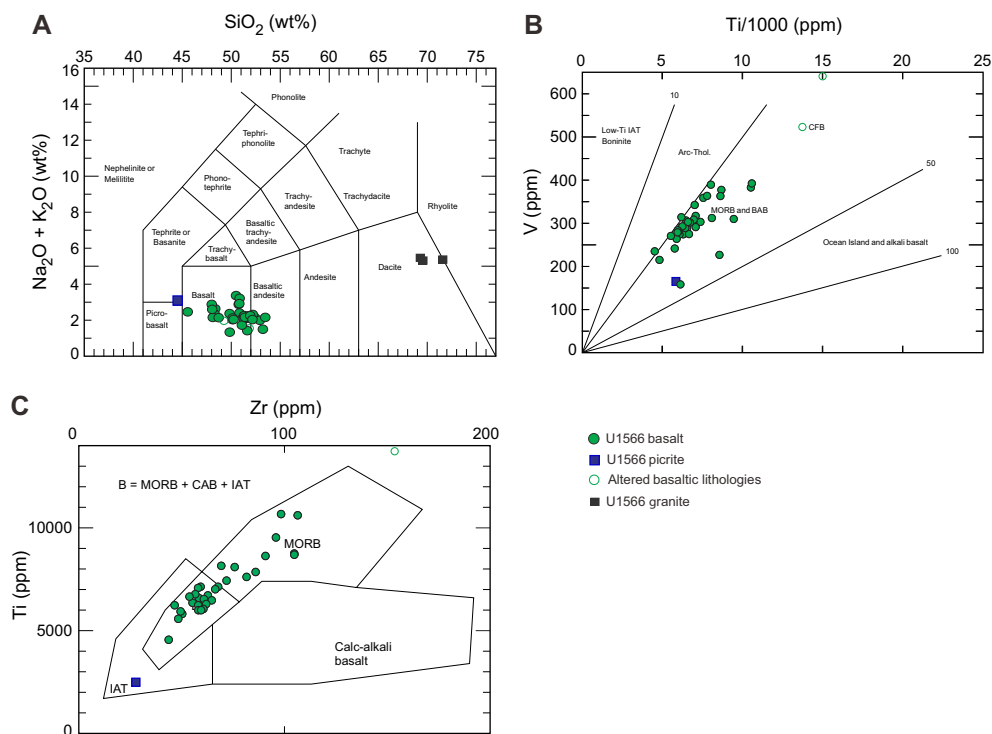 A
SiO2 (wt%)
35 40 45 50 55 60 65 70 75
Na2O + K2O (wt%)
16
14
12
10
8
6
4
2
0
Phonolite
Tephri-
phonolite
Trachyte
Nephelinite or
Melilitite
Phono-
tephrite
Trachy-
andesite
Trachydacite
Rhyolite
Tephrite or
Basanite
Basaltic
trachy-
andesite
Trachy-
basalt
Dacite
Basalt
Basaltic
andesite
Andesite
Picro-
basalt
B
Ti/1000 (ppm)
0 5 10 15 20 25
V (ppm)
600
500
400
300
200
100
0
10
Low-Ti IAT
Boninite
Arc-Thol.
CFB
50
MORB and BAB
Ocean Island and alkali basalt
100
C
Zr (ppm)
0 100 200
Ti (ppm)
10000
5000
0
B = MORB + CAB + IAT
MORB
Calc-alkali
basalt
IAT
U1566 basalt
U1566 picrite
Altered basaltic lithologies
U1566 granite